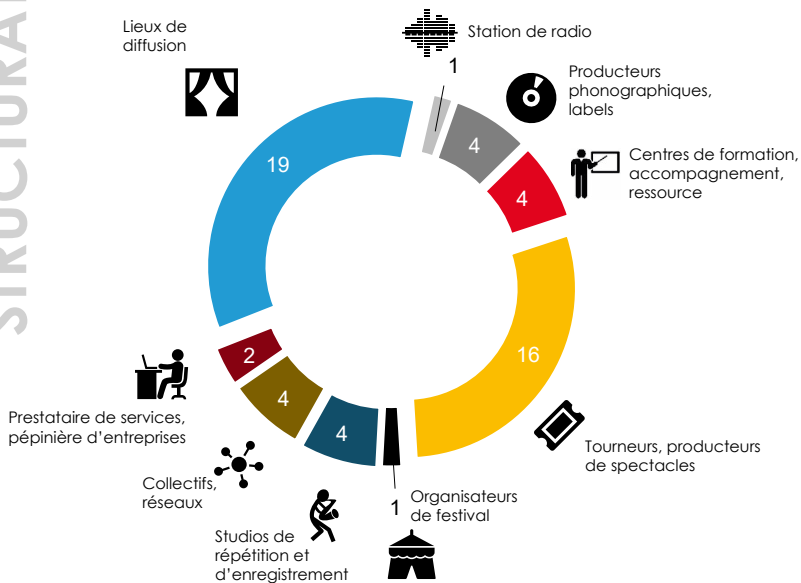 STRUCTURA
Lieux de
diffusion
Station de radio
1
Producteurs
phonographiques,
labels
4
Centres de formation,
accompagnement,
ressource
4
19
16
Tourneurs, producteurs
de spectacles
2
Prestataire de services,
pépinière d'entreprises
4
Collectifs,
réseaux
4
Studios de
répétition et
d'enregistrement
1
Organisateurs
de festival